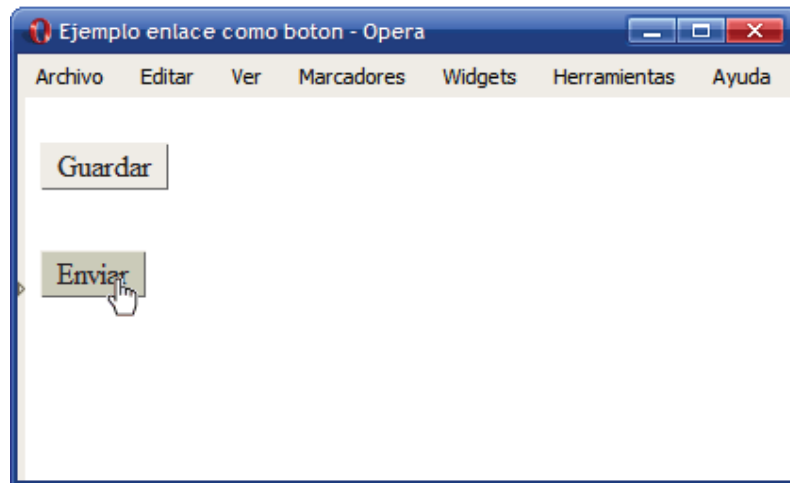 Ejemplo enlace como boton - Opera
Archivo Editar Ver Marcadores Widgets Herramientas Ayuda
Guardar
Enviar